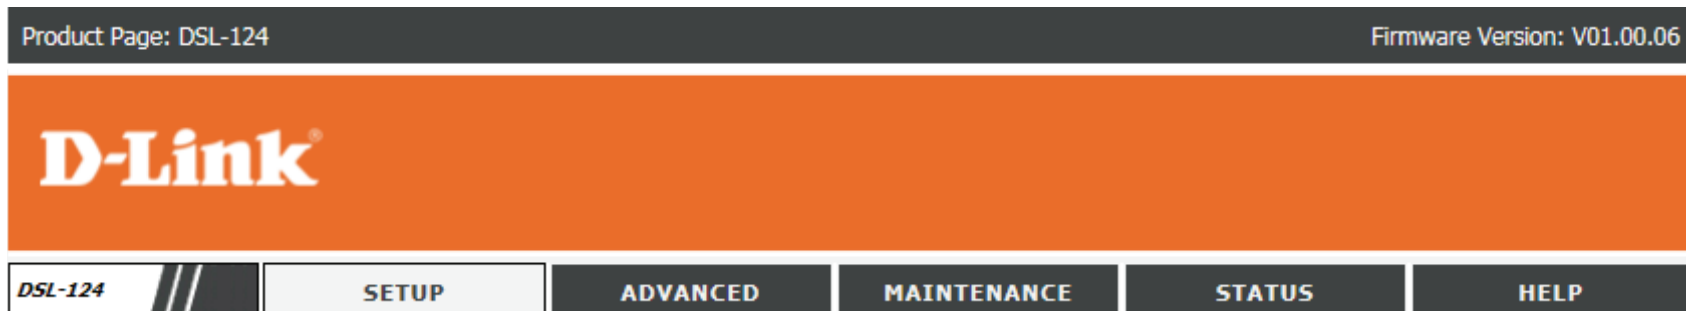 Product Page: DSL-124 Firmware Version: V01.00.06
D-Link®
DSL-124 SETUP ADVANCED MAINTENANCE STATUS HELP